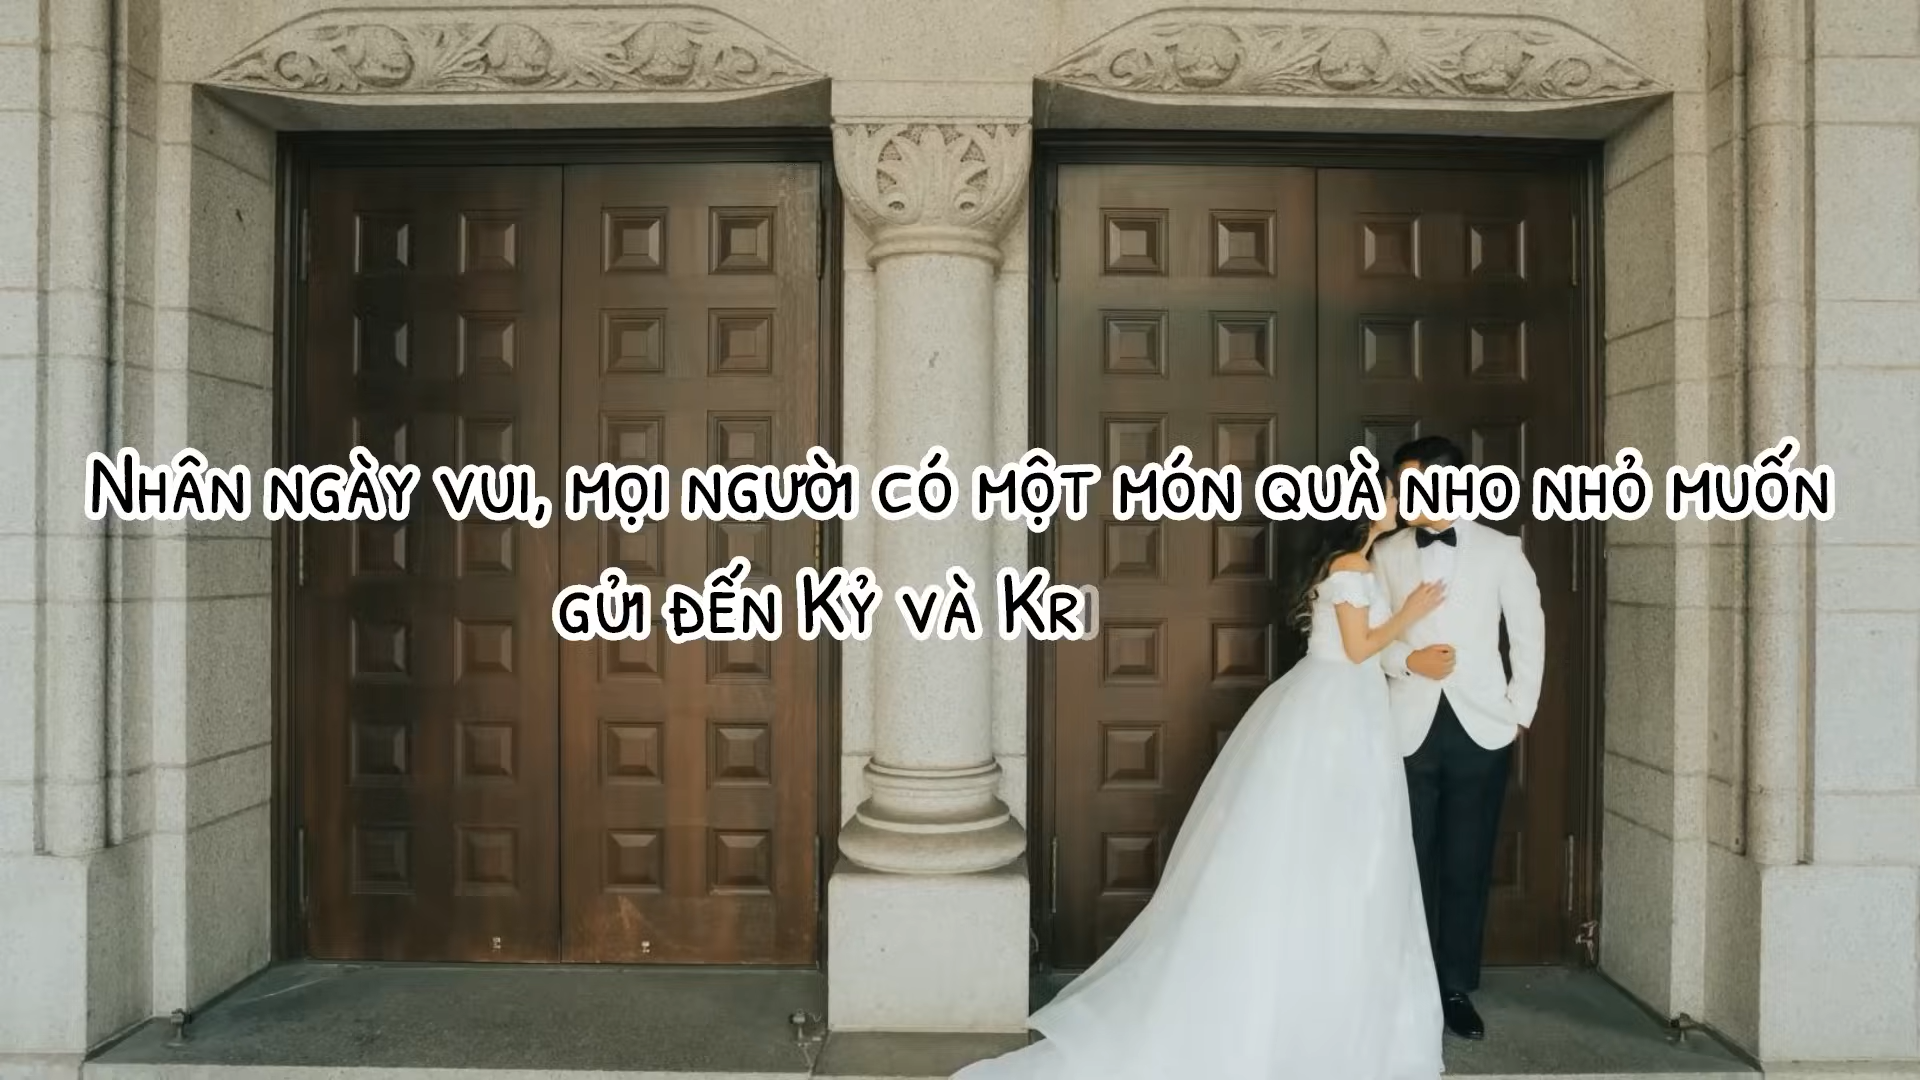 Nhân ngày vui, mọi người có một món quà nho nhỏ muốn
gửi đến Kỷ và Kr